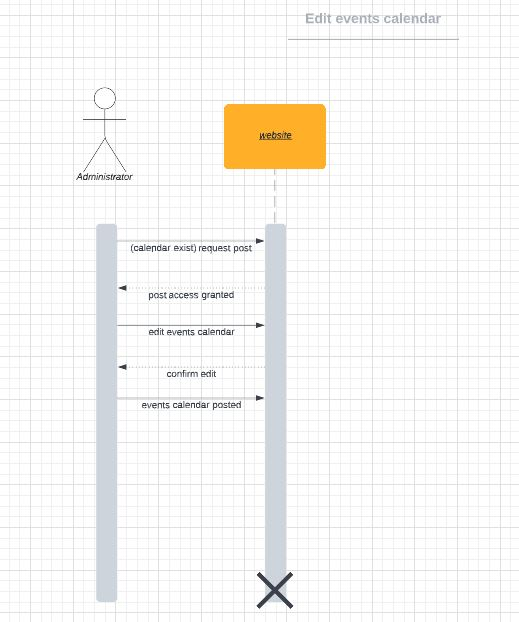 Edit events calendar
website
Administrator
(calendar exist) request post
post access granted
edit events calendar
confirm edit
events calendar posted